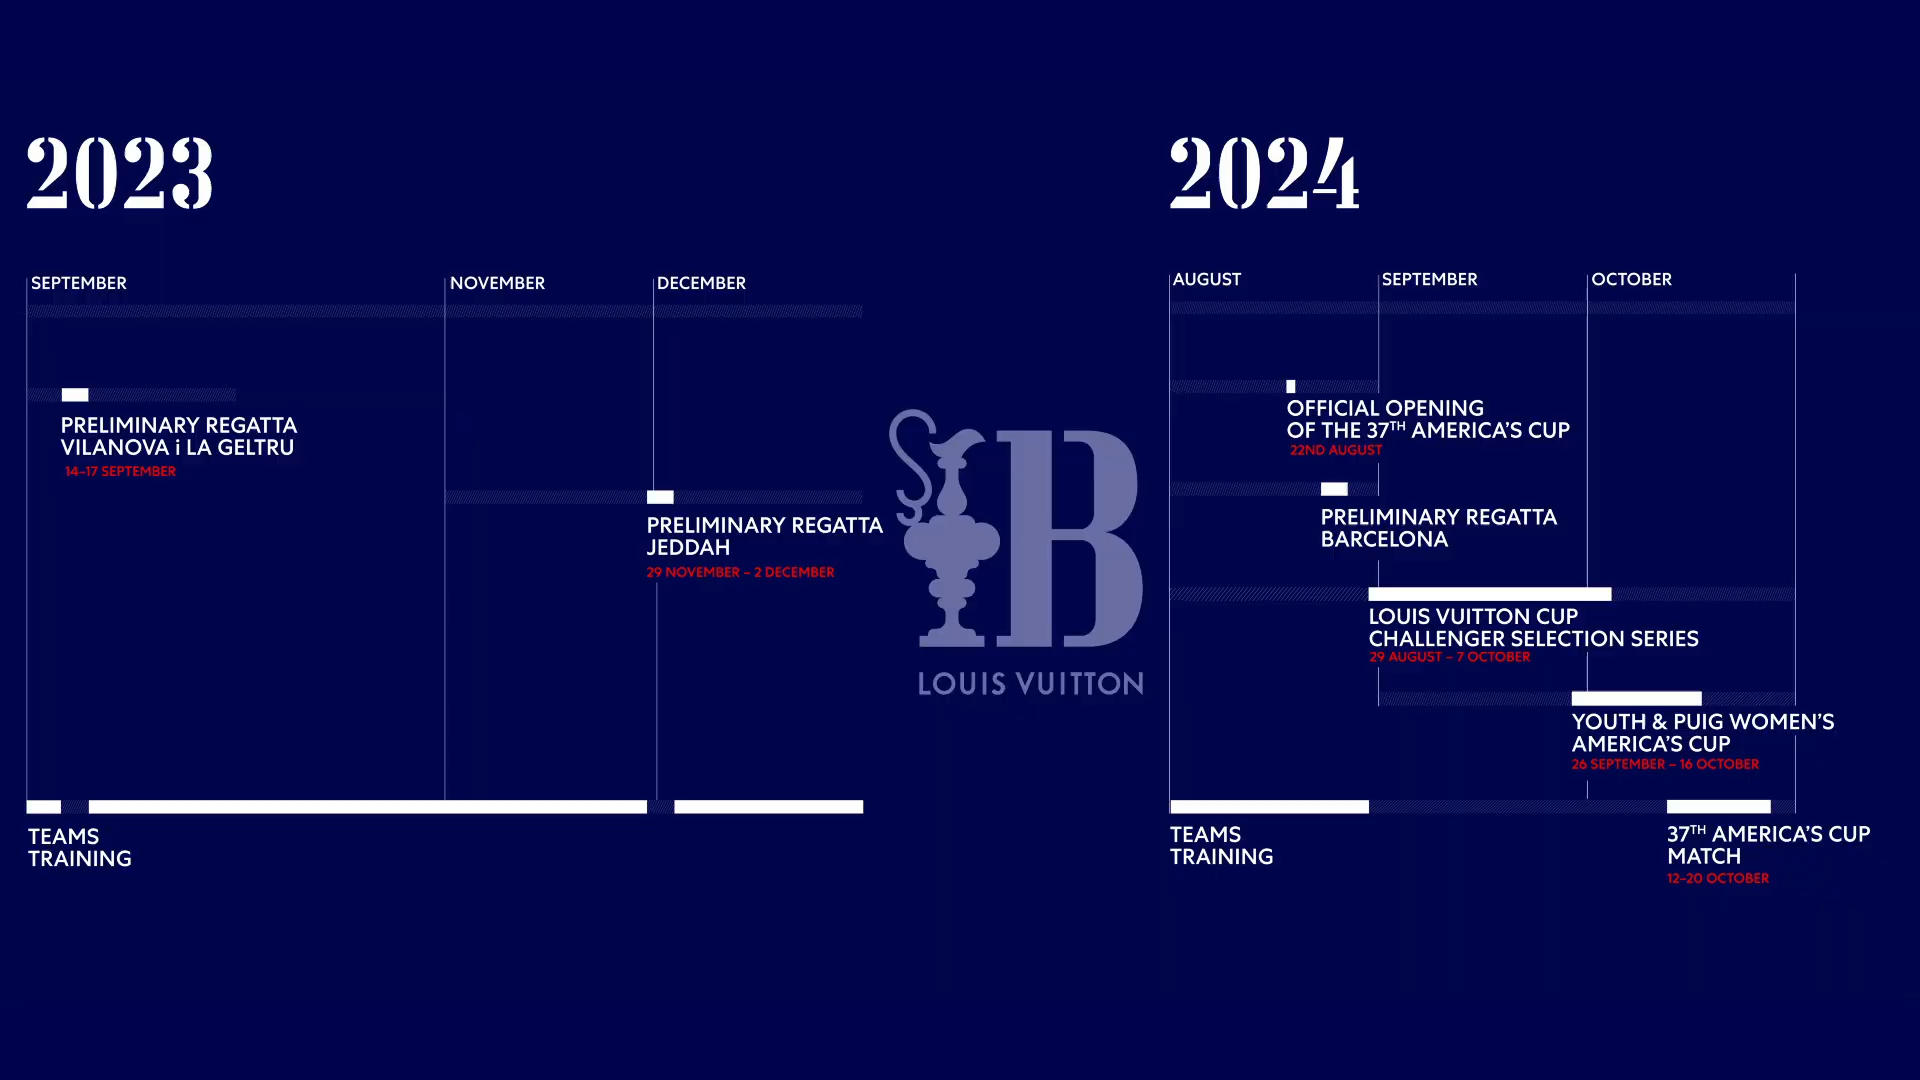 2023
SEPTEMBER
NOVEMBER
DECEMBER
PRELIMINARY REGATTA
VILANOVA i LA GELTRU
14–17 SEPTEMBER
PRELIMINARY REGATTA
JEDDAH
29 NOVEMBER – 2 DECEMBER
TEAMS
TRAINING
B
LOUIS VUITTON
2024
AUGUST
SEPTEMBER
OCTOBER
OFFICIAL OPENING
OF THE 37TH AMERICA'S CUP
22ND AUGUST
PRELIMINARY REGATTA
BARCELONA
LOUIS VUITTON CUP
CHALLENGER SELECTION SERIES
29 AUGUST – 7 OCTOBER
YOUTH & PUIG WOMEN'S
AMERICA'S CUP
26 SEPTEMBER – 16 OCTOBER
TEAMS
TRAINING
37TH AMERICA'S CUP
MATCH
12–20 OCTOBER